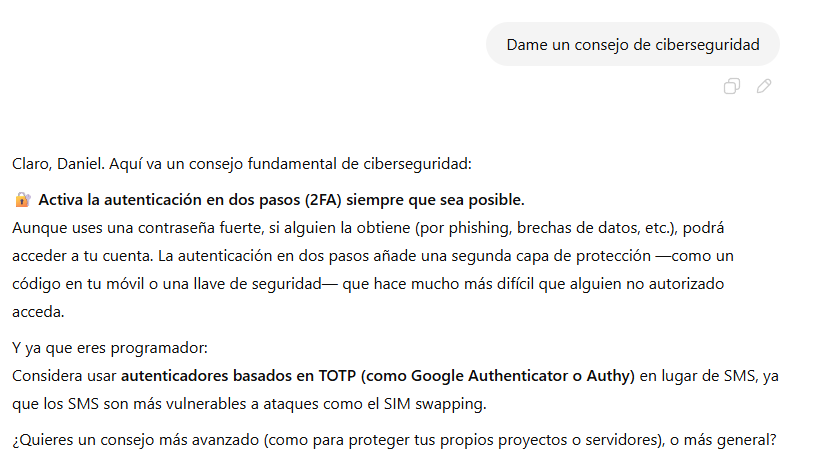 Dame un consejo de ciberseguridad
Claro, Daniel. Aquí va un consejo fundamental de ciberseguridad:
🔐 Activa la autenticación en dos pasos (2FA) siempre que sea posible.
Aunque uses una contraseña fuerte, si alguien la obtiene (por phishing, brechas de datos, etc.), podrá
acceder a tu cuenta. La autenticación en dos pasos añade una segunda capa de protección —como un
código en tu móvil o una llave de seguridad— que hace mucho más difícil que alguien no autorizado
acceda.
Y ya que eres programador:
Considera usar autenticadores basados en TOTP (como Google Authenticator o Authy) en lugar de SMS, ya
que los SMS son más vulnerables a ataques como el SIM swapping.
¿Quieres un consejo más avanzado (como para proteger tus propios proyectos o servidores), o más general?